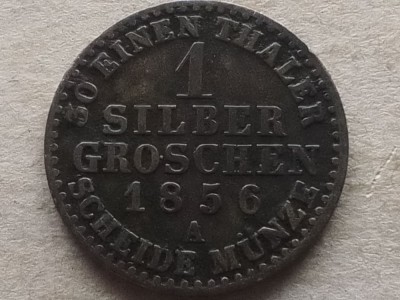 30 EINEN THALER
1
SILBER
GROSCHEN
1856
A
SCHEIDE MÜNZE